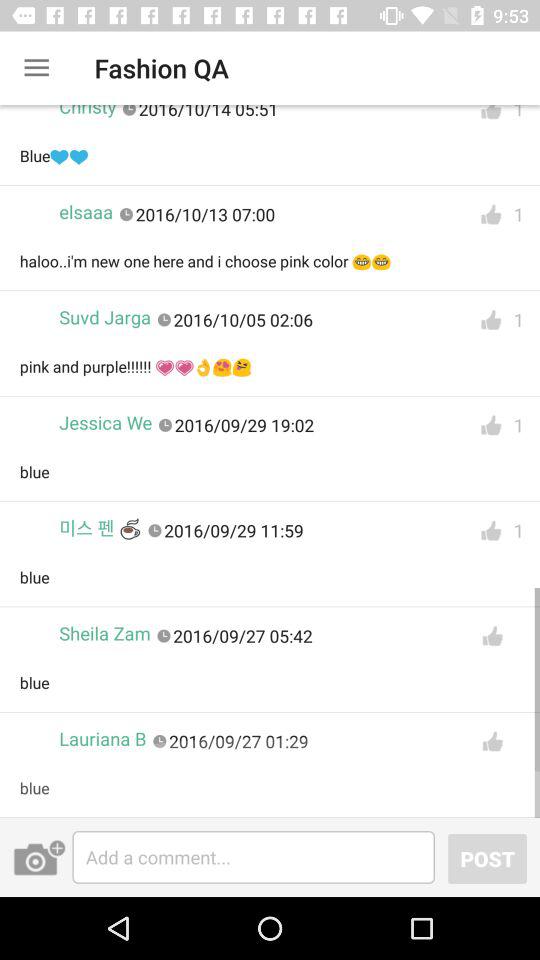 9:53
Fashion QA
Christy 2016/10/14 05:51 1
Blue💙💙
elsaaa 2016/10/13 07:00 1
haloo..i'm new one here and i choose pink color 😂😂
Suvd Jarga 2016/10/05 02:06 1
pink and purple!!!!!! 💗💗👌😍😝
Jessica We 2016/09/29 19:02 1
blue
미스 펜 ☕ 2016/09/29 11:59 1
blue
Sheila Zam 2016/09/27 05:42
blue
Lauriana B 2016/09/27 01:29
blue
Add a comment... POST